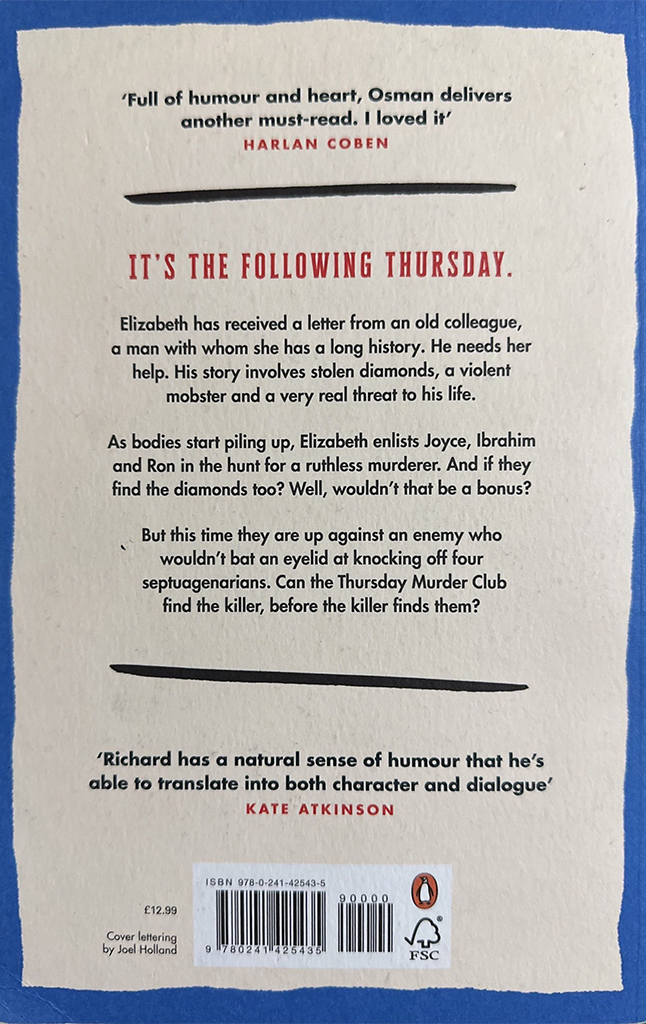 ‘Full of humour and heart, Osman delivers
another must-read. I loved it’
HARLAN COBEN
IT'S THE FOLLOWING THURSDAY.
Elizabeth has received a letter from an old colleague,
a man with whom she has a long history. He needs her
help. His story involves stolen diamonds, a violent
mobster and a very real threat to his life.
As bodies start piling up, Elizabeth enlists Joyce, Ibrahim
and Ron in the hunt for a ruthless murderer. And if they
find the diamonds too? Well, wouldn't that be a bonus?
But this time they are up against an enemy who
wouldn't bat an eyelid at knocking off four
septuagenarians. Can the Thursday Murder Club
find the killer, before the killer finds them?
‘Richard has a natural sense of humour that he's
able to translate into both character and dialogue’
KATE ATKINSON
ISBN 978-0-241-42543-5
90000
£12.99
Cover lettering
by Joel Holland
9 780241 425435
®
FSC